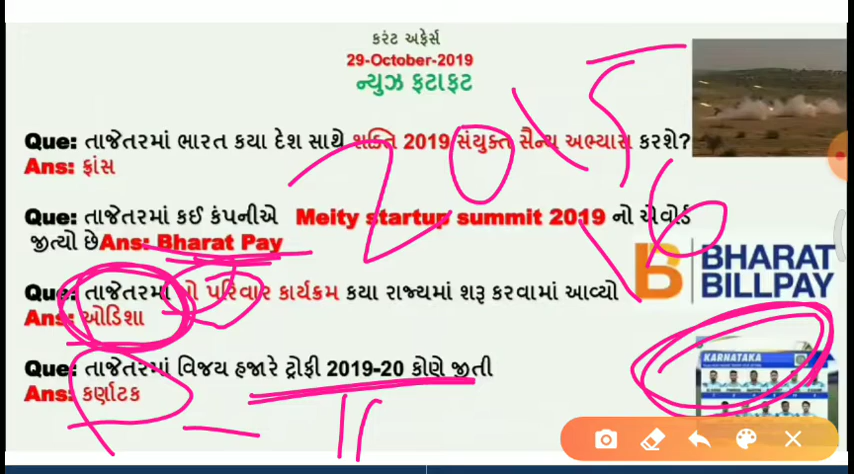 કરંટ અફેર્સ
29-October-2019
ન્યુઝ ફટાફટ
Que: તાજેતરમાં ભારત કયા દેશ સાથે શક્તિ 2019 સંયુક્ત સૈન્ય અભ્યાસ કરશે?
Ans: ફ્રાંસ
Que: તાજેતરમાં કઈ કંપનીએ Meity startup summit 2019 નો એવોર્ડ
જીત્યો છે Ans: Bharat Pay
BHARAT
BILLPAY
Que: તાજેતરમાં પરિવાર કાર્યક્રમ કયા રાજ્યમાં શરૂ કરવામાં આવ્યો
Ans: ઓડિશા
Que: તાજેતરમાં વિજય હજારે ટ્રોફી 2019-20 કોણે જીતી
Ans: કર્ણાટક
KARNATAKA